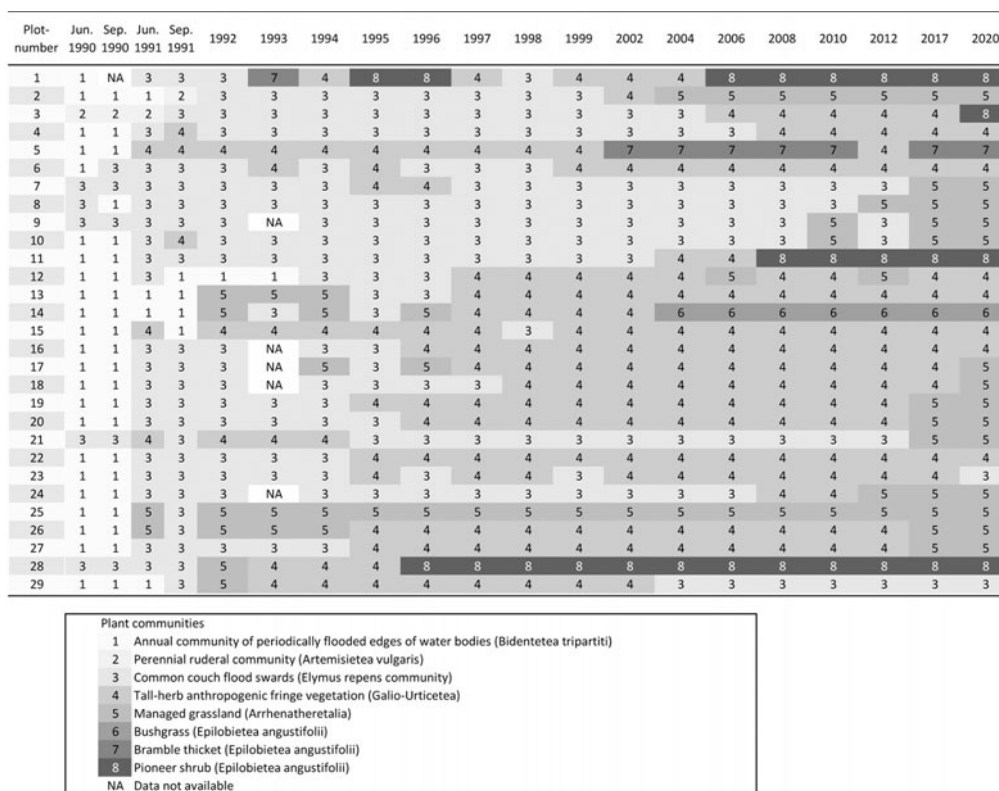 Plot- Jun. Sep. Jun. Sep.
number 1990 1990 1991 1991 1992 1993 1994 1995 1996 1997 1998 1999 2002 2004 2006 2008 2010 2012 2017 2020
1 1 NA 3 3 3 7 4 8 8 4 3 4 4 4 8 8 8 8 8 8
2 1 1 1 2 3 3 3 3 3 3 3 3 4 5 5 5 5 5 5 5
3 2 2 2 3 3 3 3 3 3 3 3 3 3 3 4 4 4 4 4 8
4 1 1 3 4 3 3 3 3 3 3 3 3 3 3 3 4 4 4 4 4
5 1 1 4 4 4 4 4 4 4 4 4 4 7 7 7 7 7 4 7 7
6 1 3 3 3 3 4 3 4 3 3 3 4 4 4 4 4 4 4 4 4
7 3 3 3 3 3 3 3 4 4 3 3 3 3 3 3 3 3 3 5 5
8 3 1 3 3 3 3 3 3 3 3 3 3 3 3 3 3 3 5 5 5
9 3 3 3 3 3 NA 3 3 3 3 3 3 3 3 3 3 5 3 5 5
10 1 1 3 4 3 3 3 3 3 3 3 3 3 3 3 3 5 3 5 5
11 1 1 3 3 3 3 3 3 3 3 3 3 3 4 4 8 8 8 8 8
12 1 1 3 1 1 1 3 3 3 4 4 4 4 4 5 4 4 5 4 4
13 1 1 1 1 5 5 5 3 3 4 4 4 4 4 4 4 4 4 4 4
14 1 1 1 1 5 3 5 3 5 4 4 4 4 6 6 6 6 6 6 6
15 1 1 4 1 4 4 4 4 4 4 3 4 4 4 4 4 4 4 4 4
16 1 1 3 3 3 NA 3 3 4 4 4 4 4 4 4 4 4 4 4 4
17 1 1 3 3 3 NA 5 3 5 4 4 4 4 4 4 4 4 4 4 5
18 1 1 3 3 3 NA 3 3 3 3 4 4 4 4 4 4 4 4 4 5
19 1 1 3 3 3 3 3 4 4 4 4 4 4 4 4 4 4 4 5 5
20 1 1 3 3 3 3 3 3 4 4 4 4 4 4 4 4 4 4 5 5
21 3 3 4 3 4 4 4 3 3 3 3 3 3 3 3 3 3 3 5 5
22 1 1 3 3 3 3 3 4 4 4 4 4 4 4 4 4 4 4 4 4
23 1 1 3 3 3 3 3 4 3 4 4 3 4 4 4 4 4 4 4 3
24 1 1 3 3 3 NA 3 3 3 3 3 3 3 3 3 4 4 5 5 5
25 1 1 5 3 5 5 5 5 5 5 5 5 5 5 5 5 5 5 5 5
26 1 1 5 3 5 5 5 4 4 4 4 4 4 4 4 4 4 4 5 5
27 1 1 3 3 3 3 3 4 4 4 4 4 4 4 4 4 4 4 5 5
28 3 3 3 3 5 4 4 4 8 8 8 8 8 8 8 8 8 8 8 8
29 1 1 1 3 5 4 4 4 4 4 4 4 4 3 3 3 3 3 3 3
Plant communities
1 Annual community of periodically flooded edges of water bodies (Bidentetea tripartiti)
2 Perennial ruderal community (Artemisietea vulgaris)
3 Common couch flood swards (Elymus repens community)
4 Tall-herb anthropogenic fringe vegetation (Galio-Urticetea)
5 Managed grassland (Arrhenatheretalia)
6 Bushgrass (Epilobietea angustifolii)
7 Bramble thicket (Epilobietea angustifolii)
8 Pioneer shrub (Epilobietea angustifolii)
NA Data not available